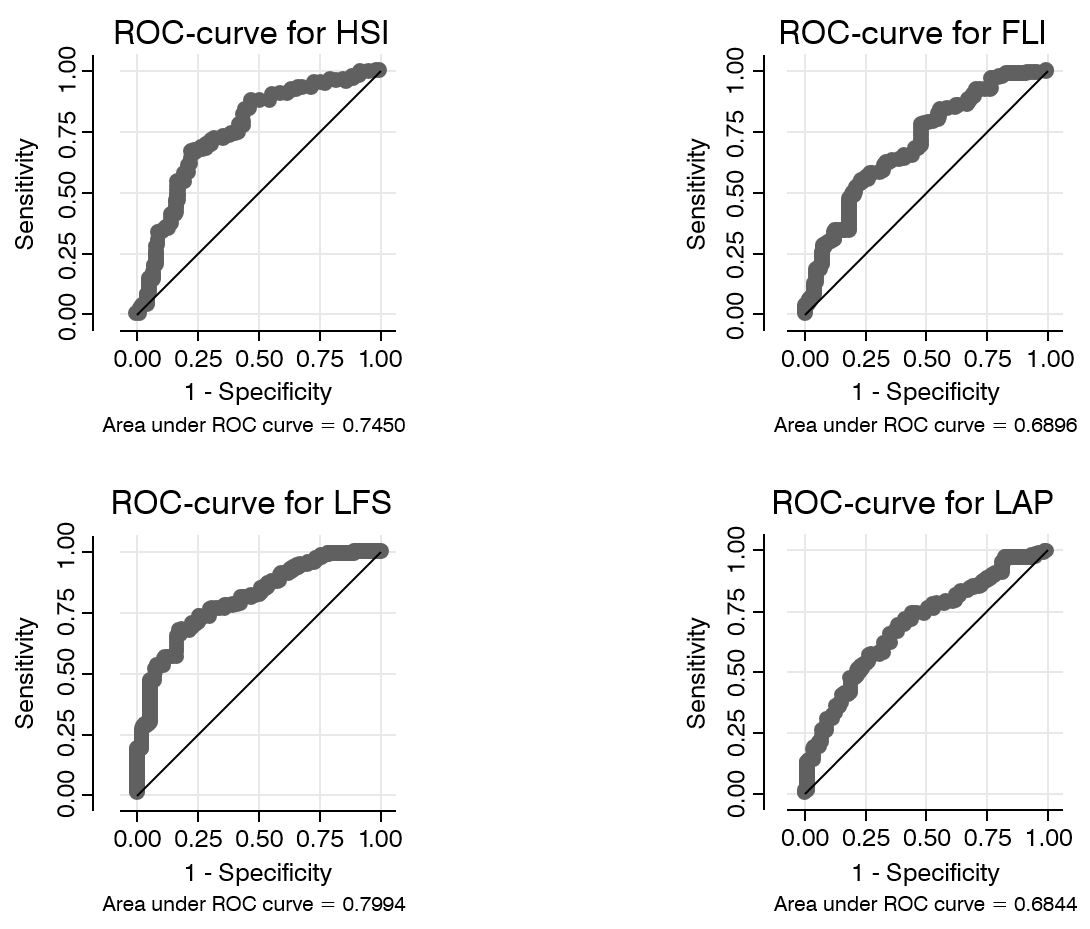 ROC-curve for HSI
Sensitivity
0.00 0.25 0.50 0.75 1.00
0.00 0.25 0.50 0.75 1.00
1 - Specificity
Area under ROC curve = 0.7450
ROC-curve for FLI
Sensitivity
0.00 0.25 0.50 0.75 1.00
0.00 0.25 0.50 0.75 1.00
1 - Specificity
Area under ROC curve = 0.6896
ROC-curve for LFS
Sensitivity
0.00 0.25 0.50 0.75 1.00
0.00 0.25 0.50 0.75 1.00
1 - Specificity
Area under ROC curve = 0.7994
ROC-curve for LAP
Sensitivity
0.00 0.25 0.50 0.75 1.00
0.00 0.25 0.50 0.75 1.00
1 - Specificity
Area under ROC curve = 0.6844